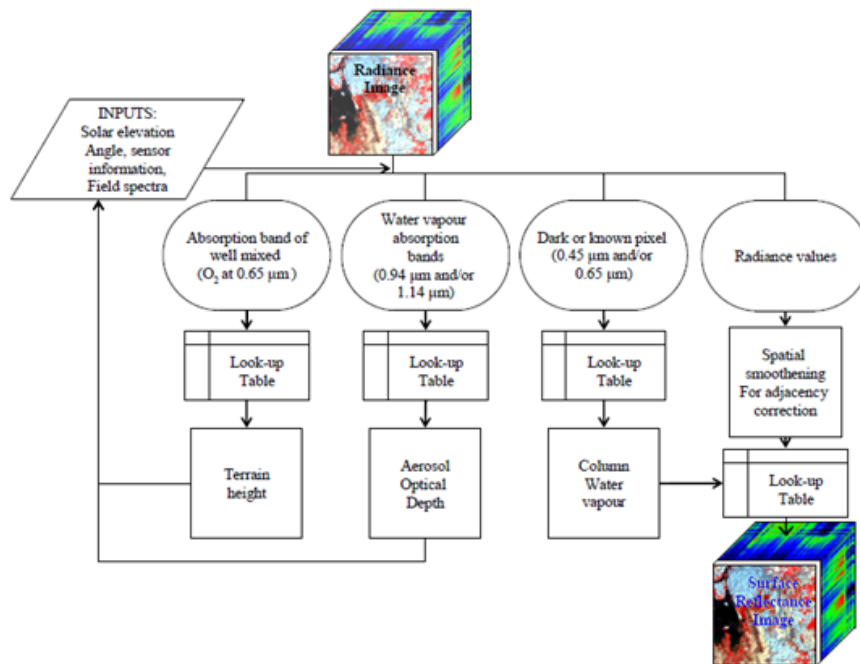 Radiance
Image
INPUTS:
Solar elevation
Angle, sensor
information,
Field spectra
Absorption band of
well mixed
(O₂ at 0.65 μm )
Water vapour
absorption
bands
(0.94 μm and/or
1.14 μm)
Dark or known pixel
(0.45 μm and/or
0.65 μm)
Radiance values
Look-up
Table
Look-up
Table
Look-up
Table
Spatial
smoothening
For adjacency
correction
Terrain
height
Aerosol
Optical
Depth
Column
Water
vapour
Look-up
Table
Surface
Reflectance
Image